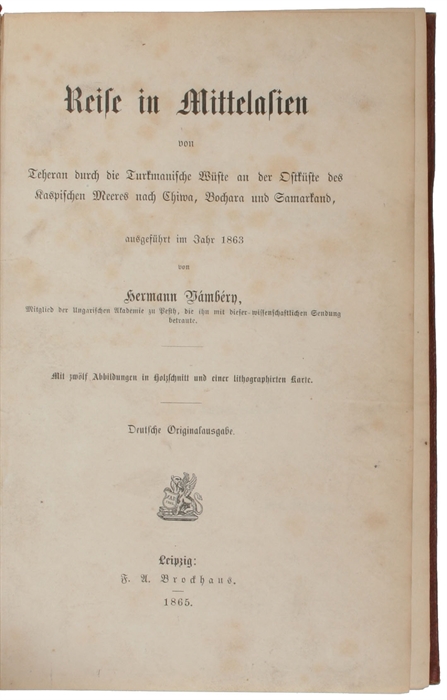 Reise in Mittelasien
von
Teheran durch die Turkmanische Wüste an der Ostküste des
Kaspischen Meeres nach Chiwa, Bochara und Samarkand,
ausgeführt im Jahr 1863
von
Hermann Vámbéry,
Mitglied der Ungarischen Akademie zu Pesth, die ihn mit dieser wissenschaftlichen Sendung
betraute.
Mit zwölf Abbildungen in Holzschnitt und einer lithographirten Karte.
Deutsche Originalausgabe.
Leipzig:
F. A. Brockhaus.
1865.